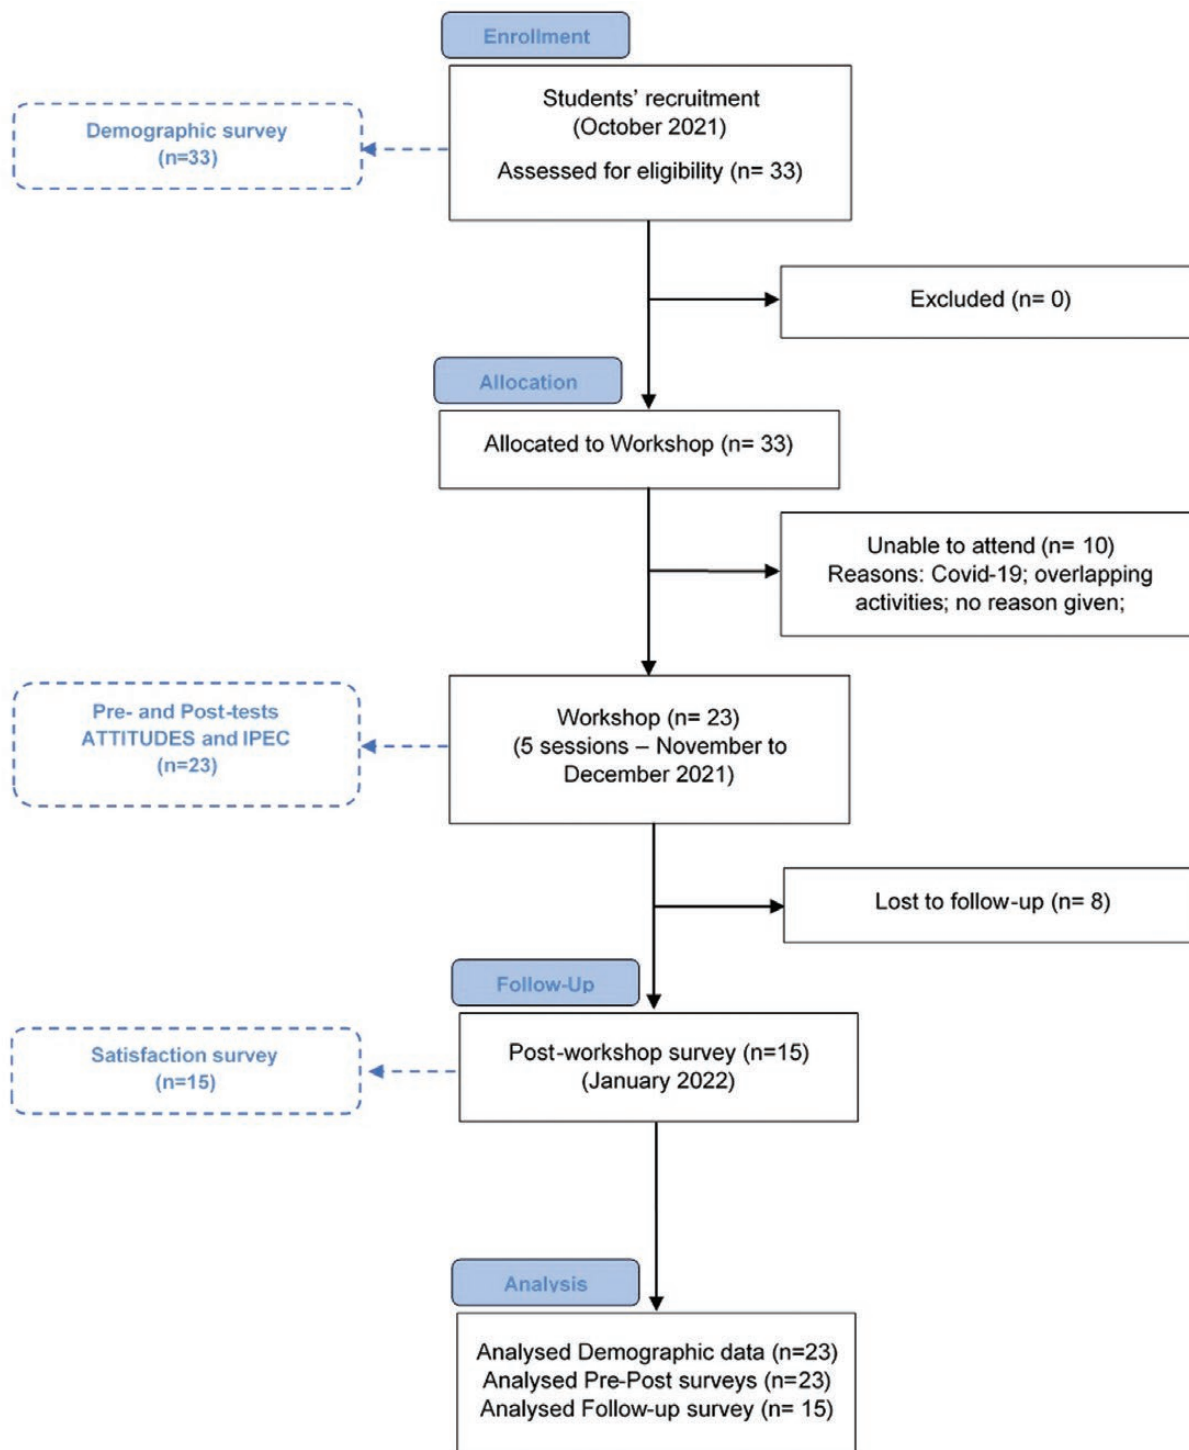 Enrollment
Students’ recruitment
(October 2021)
Assessed for eligibility (n= 33)
Demographic survey
(n=33)
Excluded (n= 0)
Allocation
Allocated to Workshop (n= 33)
Unable to attend (n= 10)
Reasons: Covid-19; overlapping
activities; no reason given;
Workshop (n= 23)
(5 sessions – November to
December 2021)
Pre- and Post-tests
ATTITUDES and IPEC
(n=23)
Lost to follow-up (n= 8)
Follow-Up
Post-workshop survey (n=15)
(January 2022)
Satisfaction survey
(n=15)
Analysis
Analysed Demographic data (n=23)
Analysed Pre-Post surveys (n=23)
Analysed Follow-up survey (n= 15)